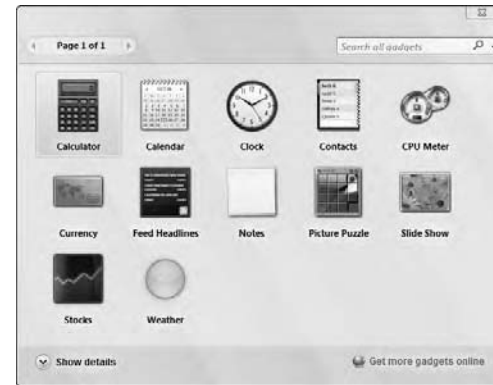 Page 1 of 1
Search all gadgets
Calculator
Calendar
Clock
Contacts
CPU Meter
Currency
Feed Headlines
Notes
Picture Puzzle
Slide Show
Stocks
Weather
Show details
Get more gadgets online